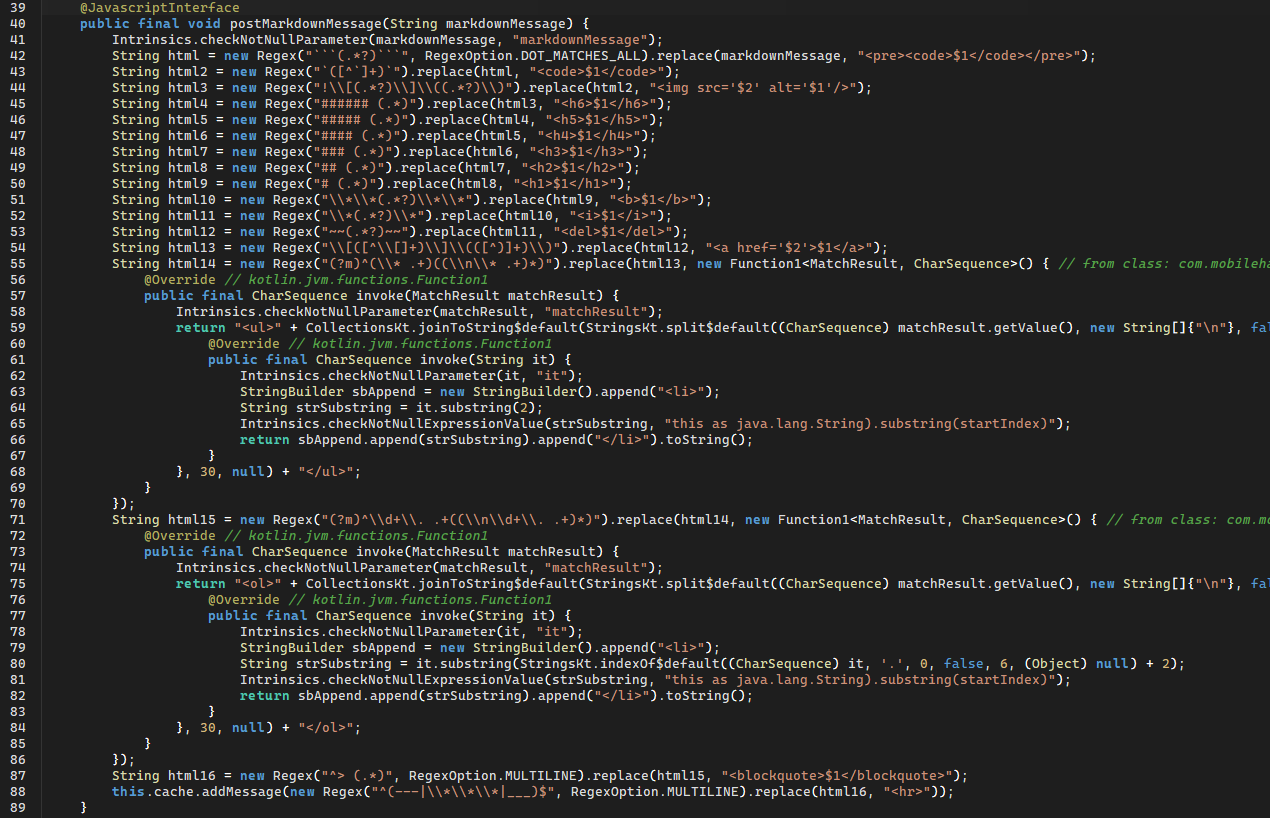 39 @JavascriptInterface
40 public final void postMarkdownMessage(String markdownMessage) {
41 Intrinsics.checkNotNullParameter(markdownMessage, "markdownMessage");
42 String html = new Regex("```(.*?)```", RegexOption.DOT_MATCHES_ALL).replace(markdownMessage, "<pre><code>$1</code></pre>");
43 String html2 = new Regex("`([^`]+)`").replace(html, "<code>$1</code>");
44 String html3 = new Regex("!\\[(.*?)\\]\\((.*?)\\)").replace(html2, "<img src='$2' alt='$1'/>");
45 String html4 = new Regex("###### (.*)").replace(html3, "<h6>$1</h6>");
46 String html5 = new Regex("##### (.*)").replace(html4, "<h5>$1</h5>");
47 String html6 = new Regex("#### (.*)").replace(html5, "<h4>$1</h4>");
48 String html7 = new Regex("### (.*)").replace(html6, "<h3>$1</h3>");
49 String html8 = new Regex("## (.*)").replace(html7, "<h2>$1</h2>");
50 String html9 = new Regex("# (.*)").replace(html8, "<h1>$1</h1>");
51 String html10 = new Regex("\\*\\*(.*?)\\*\\*").replace(html9, "<b>$1</b>");
52 String html11 = new Regex("\\*(.*?)\\*").replace(html10, "<i>$1</i>");
53 String html12 = new Regex("~~(.*?)~~").replace(html11, "<del>$1</del>");
54 String html13 = new Regex("\\[([^\\[]+)\\]\\(([^)]+)\\)").replace(html12, "<a href='$2'>$1</a>");
55 String html14 = new Regex("(?m)^(\\* .+)((\\n\\* .+)*)").replace(html13, new Function1<MatchResult, CharSequence>() { // from class: com.mobileha
56 @Override // kotlin.jvm.functions.Function1
57 public final CharSequence invoke(MatchResult matchResult) {
58 Intrinsics.checkNotNullParameter(matchResult, "matchResult");
59 return "<ul>" + CollectionsKt.joinToString$default(StringsKt.split$default((CharSequence) matchResult.getValue(), new String[]{"\n"}, fal
60 @Override // kotlin.jvm.functions.Function1
61 public final CharSequence invoke(String it) {
62 Intrinsics.checkNotNullParameter(it, "it");
63 StringBuilder sbAppend = new StringBuilder().append("<li>");
64 String strSubstring = it.substring(2);
65 Intrinsics.checkNotNullExpressionValue(strSubstring, "this as java.lang.String).substring(startIndex)");
66 return sbAppend.append(strSubstring).append("</li>").toString();
67 }
68 }, 30, null) + "</ul>";
69 }
70 });
71 String html15 = new Regex("(?m)^\\d+\\. .+((\\n\\d+\\. .+)*)").replace(html14, new Function1<MatchResult, CharSequence>() { // from class: com.mo
72 @Override // kotlin.jvm.functions.Function1
73 public final CharSequence invoke(MatchResult matchResult) {
74 Intrinsics.checkNotNullParameter(matchResult, "matchResult");
75 return "<ol>" + CollectionsKt.joinToString$default(StringsKt.split$default((CharSequence) matchResult.getValue(), new String[]{"\n"}, fal
76 @Override // kotlin.jvm.functions.Function1
77 public final CharSequence invoke(String it) {
78 Intrinsics.checkNotNullParameter(it, "it");
79 StringBuilder sbAppend = new StringBuilder().append("<li>");
80 String strSubstring = it.substring(StringsKt.indexOf$default((CharSequence) it, '.', 0, false, 6, (Object) null) + 2);
81 Intrinsics.checkNotNullExpressionValue(strSubstring, "this as java.lang.String).substring(startIndex)");
82 return sbAppend.append(strSubstring).append("</li>").toString();
83 }
84 }, 30, null) + "</ol>";
85 }
86 });
87 String html16 = new Regex("^> (.*)", RegexOption.MULTILINE).replace(html15, "<blockquote>$1</blockquote>");
88 this.cache.addMessage(new Regex("^(---|\\*\\*\\*|___)$", RegexOption.MULTILINE).replace(html16, "<hr>"));
89 }